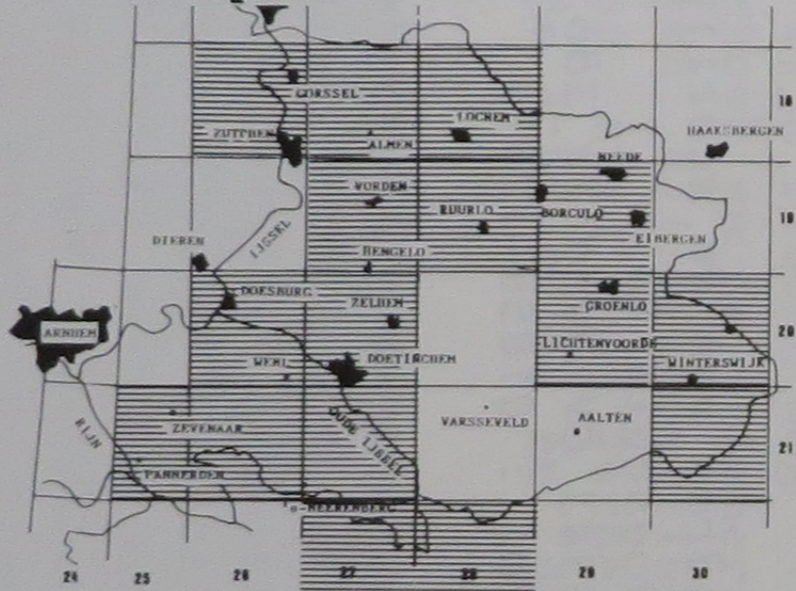 GORSSEL
18
LOCHEM
ZUTPHEN
ALMEN
HAAKSBERGEN
NEEDE
VORDEN
RUURLO
BORCULO
19
DIEREN
IJSSEL
EIBERGEN
HENGELO
DOESBURG
ZELHEM
GROENLO
ARNHEM
20
LICHTENVOORDE
WEHL
DOETINCHEM
WINTERSWIJK
RIJN
ZEVENAAR
OUDE IJSSEL
VARSSEVELD
AALTEN
21
PANNERDEN
'S-HEERENBERG
24 25 26 27 28 29 30